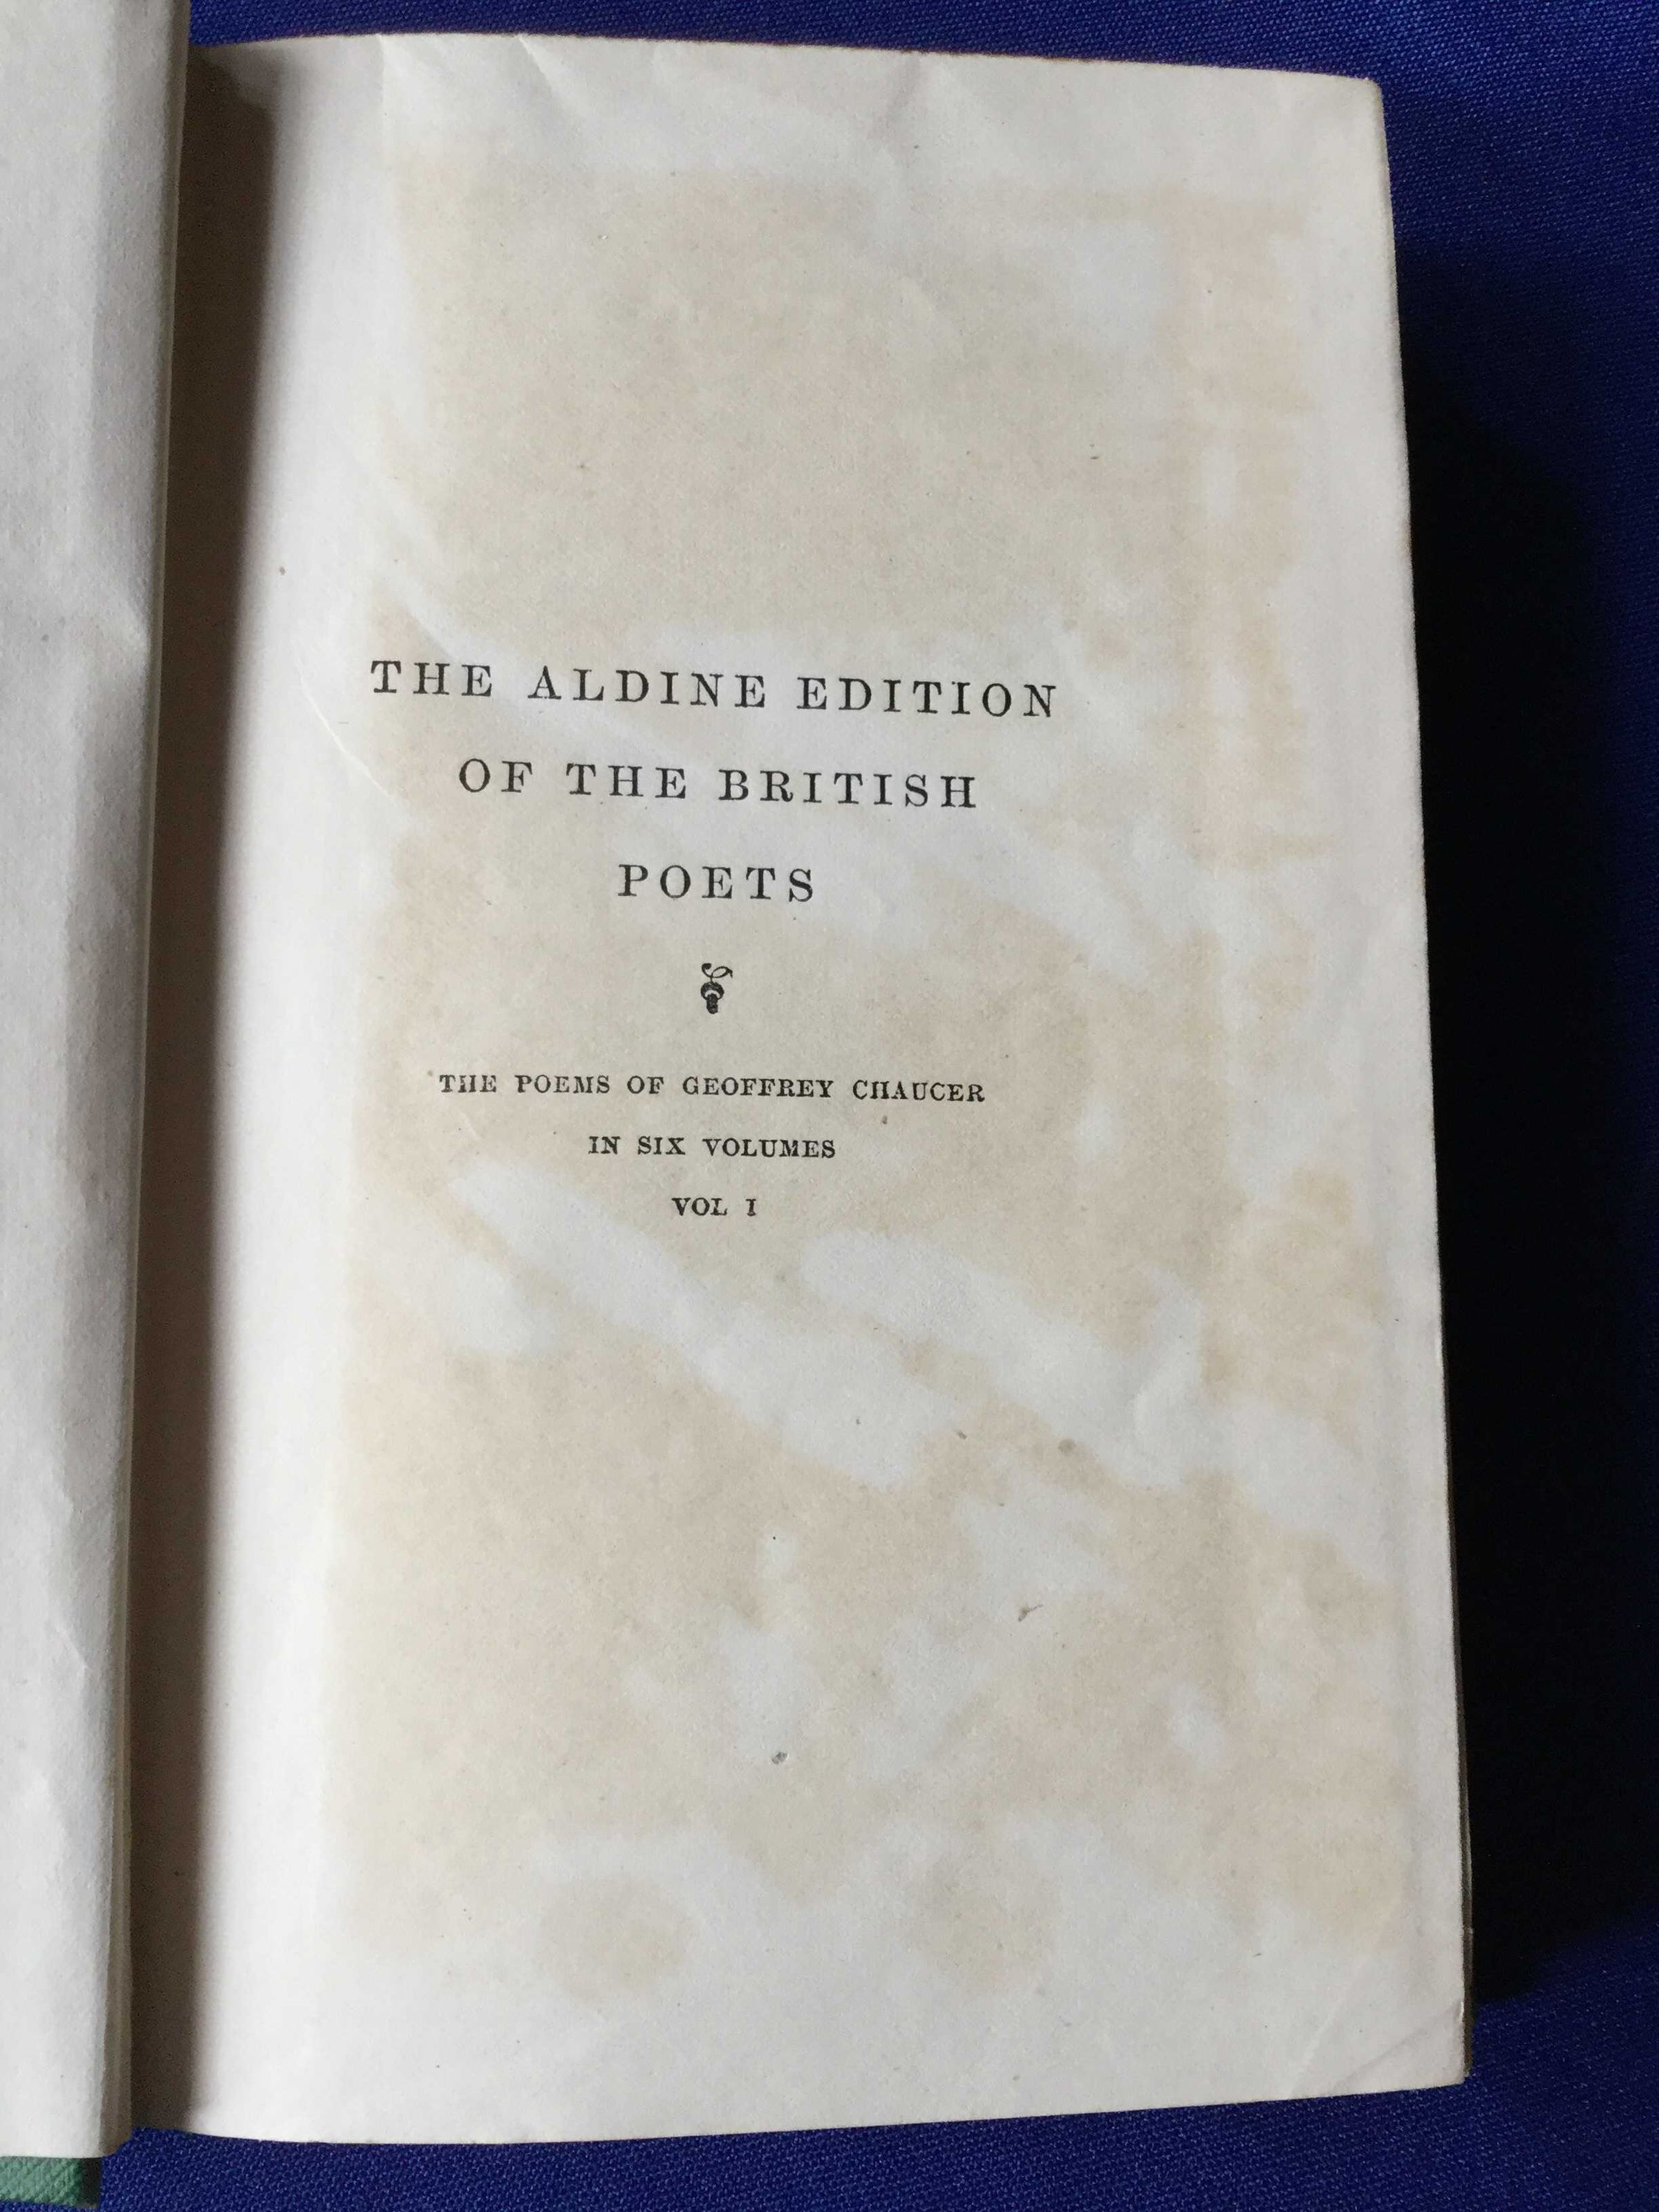 THE ALDINE EDITION
OF THE BRITISH
POETS
THE POEMS OF GEOFFREY CHAUCER
IN SIX VOLUMES
VOL I